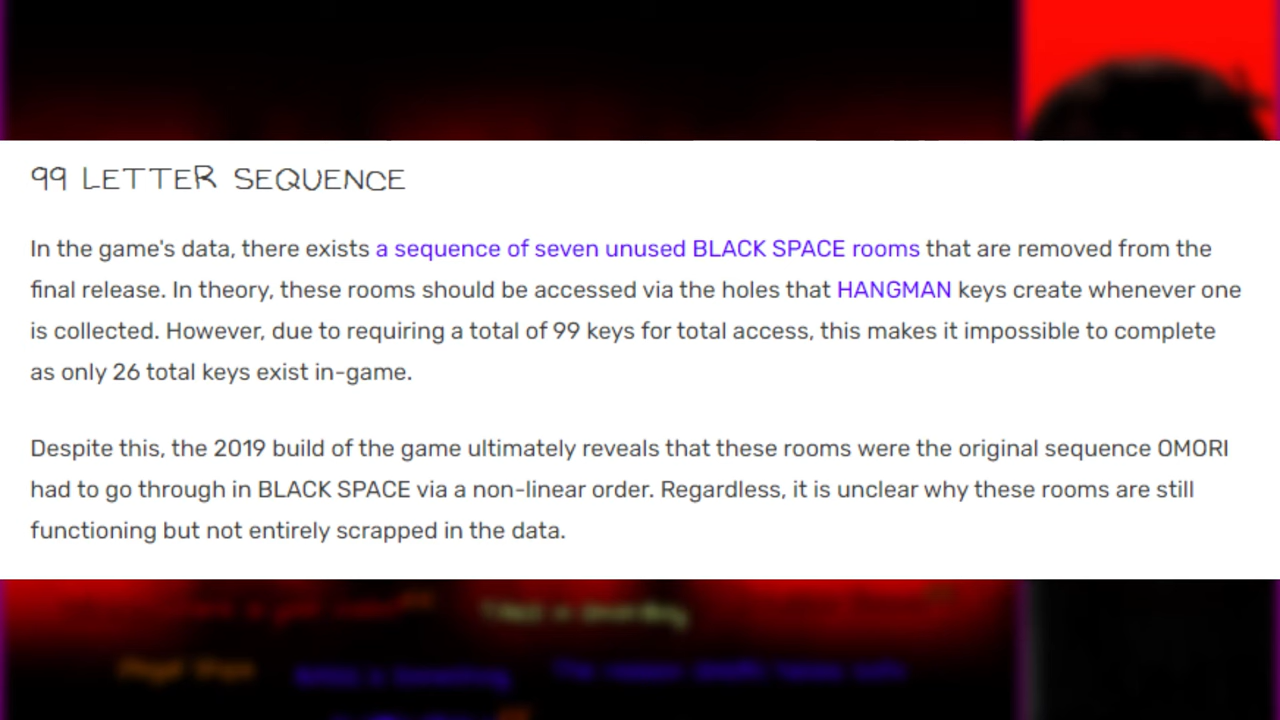 99 LETTER SEQUENCE
In the game's data, there exists a sequence of seven unused BLACK SPACE rooms that are removed from the
final release. In theory, these rooms should be accessed via the holes that HANGMAN keys create whenever one
is collected. However, due to requiring a total of 99 keys for total access, this makes it impossible to complete
as only 26 total keys exist in-game.
Despite this, the 2019 build of the game ultimately reveals that these rooms were the original sequence OMORI
had to go through in BLACK SPACE via a non-linear order. Regardless, it is unclear why these rooms are still
functioning but not entirely scrapped in the data.